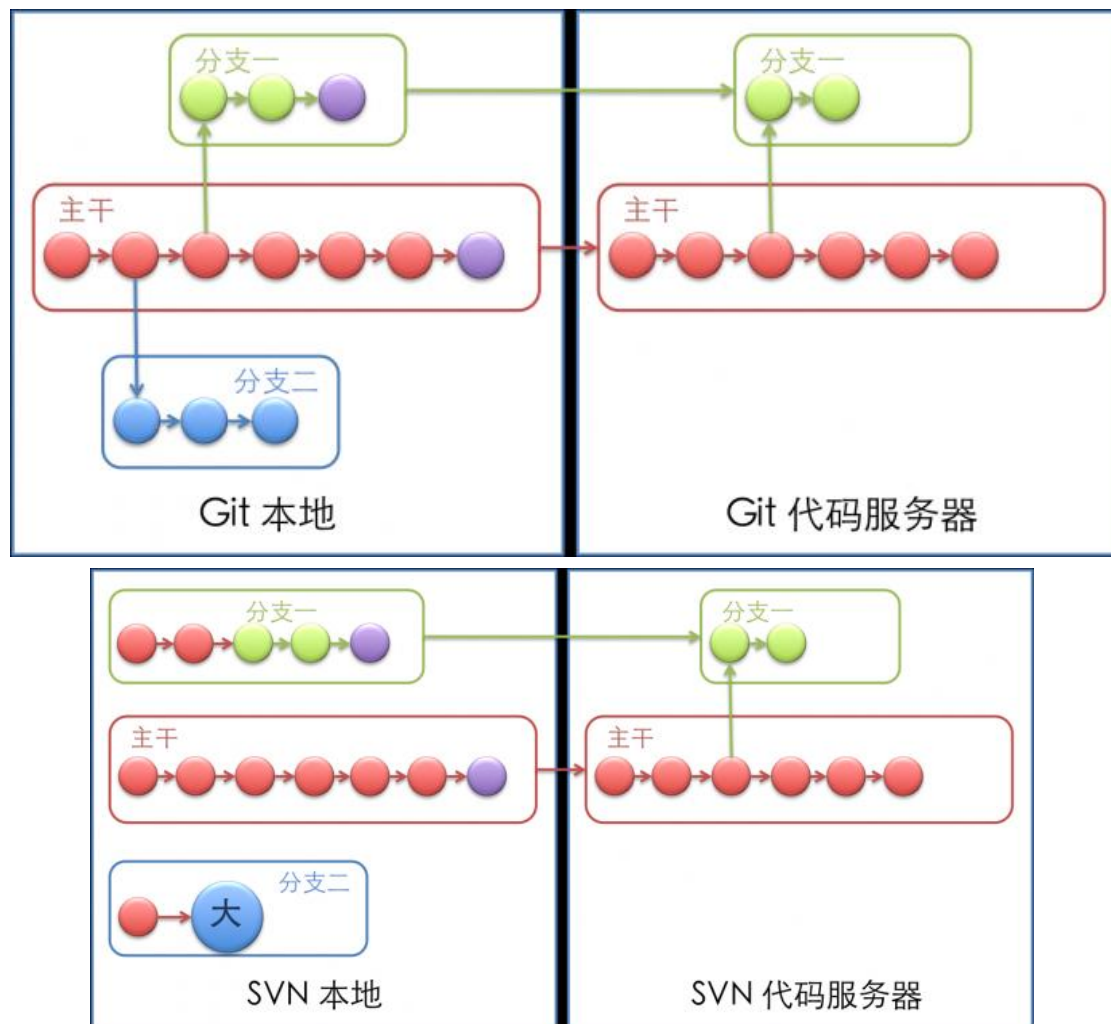 分支一
分支一
主干
主干
分支二
Git 本地
Git 代码服务器
分支一
分支一
主干
主干
分支二
大
SVN 本地
SVN 代码服务器